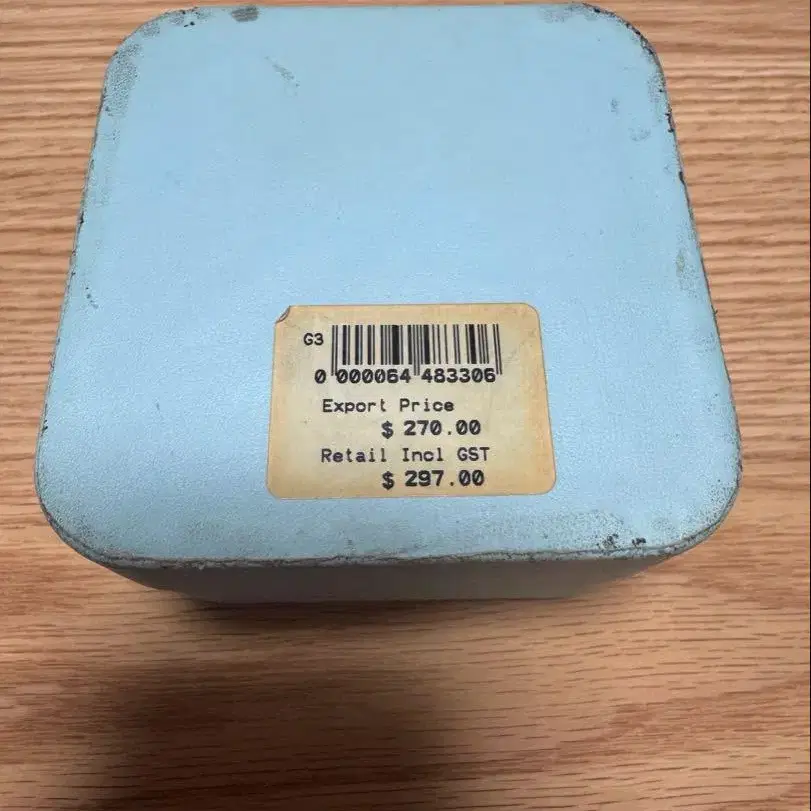 G3
0 000064 483306
Export Price
$ 270.00
Retail Incl GST
$ 297.00